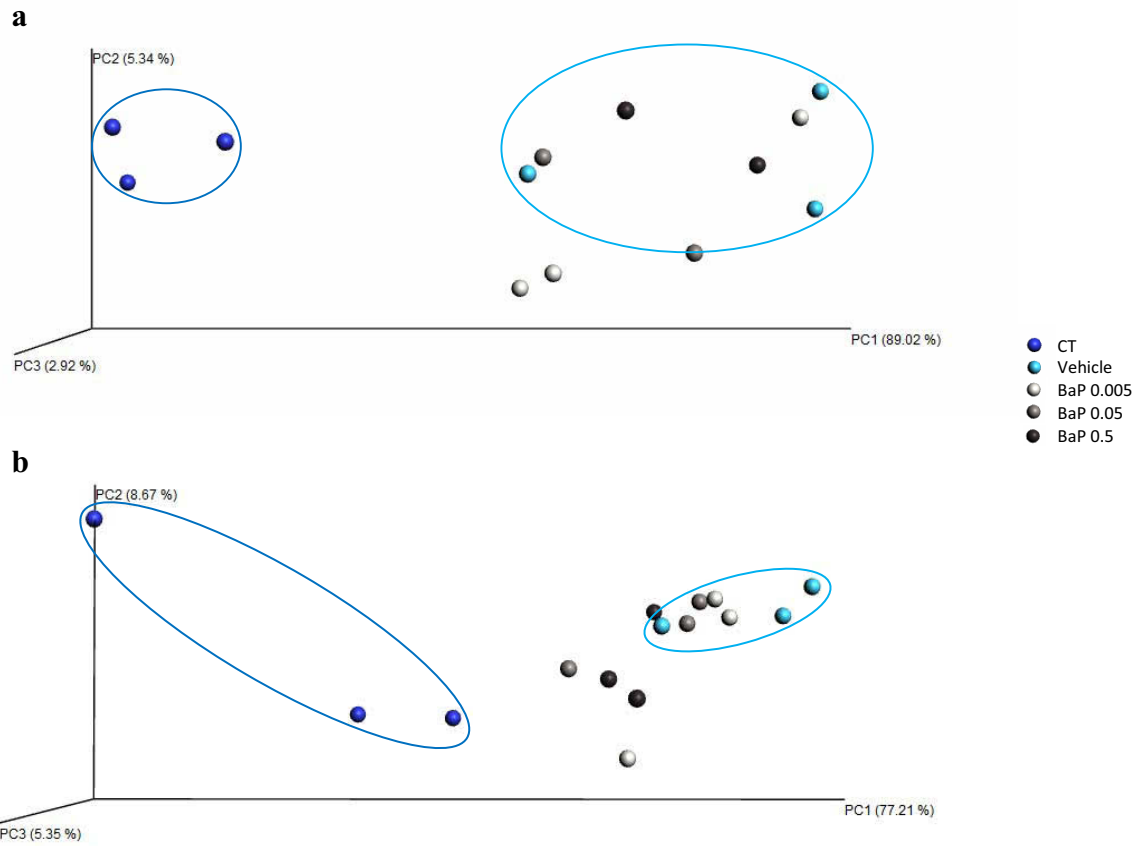 a
PC2 (5.34 %)
PC1 (89.02 %)
PC3 (2.92 %)
CT
Vehicle
BaP 0.005
BaP 0.05
BaP 0.5
b
PC2 (8.67 %)
PC1 (77.21 %)
PC3 (5.35 %)